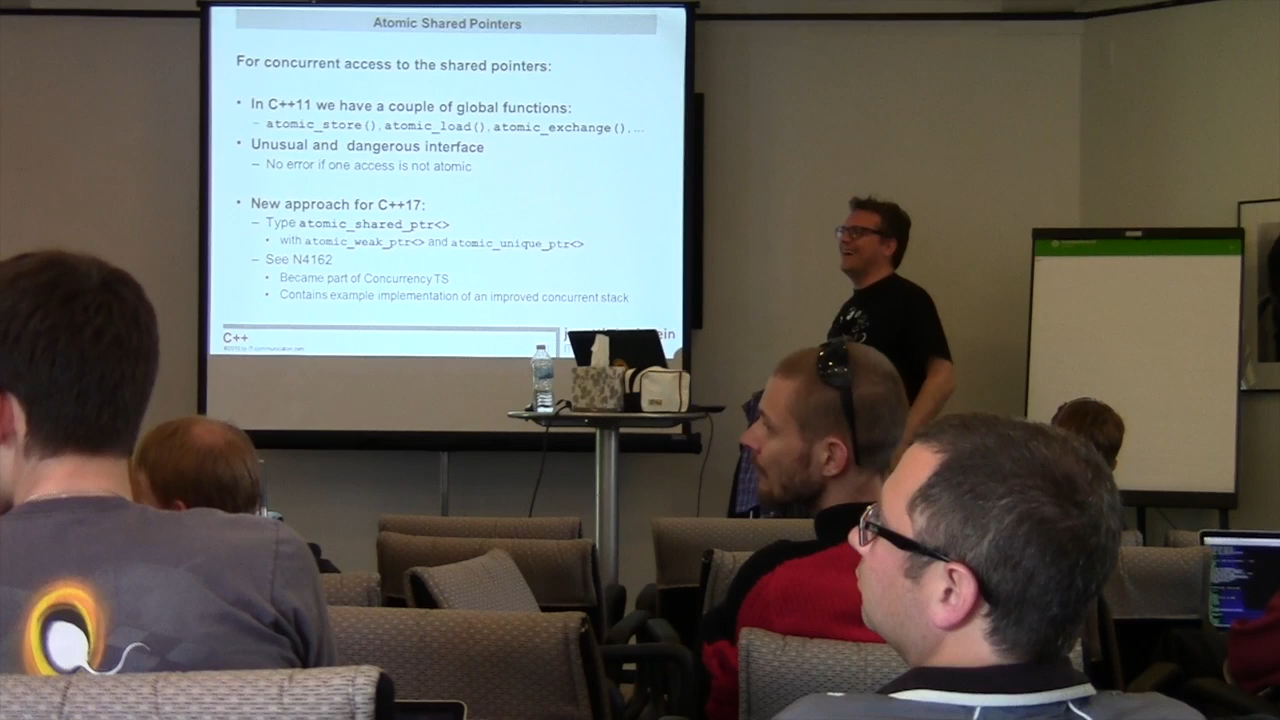 Atomic Shared Pointers
For concurrent access to the shared pointers:
• In C++11 we have a couple of global functions:
– atomic_store(), atomic_load(), atomic_exchange(), ...
• Unusual and dangerous interface
– No error if one access is not atomic
• New approach for C++17:
– Type atomic_shared_ptr<>
• with atomic_weak_ptr<> and atomic_unique_ptr<>
– See N4162
• Became part of Concurrency TS
• Contains example implementation of an improved concurrent stack
C++